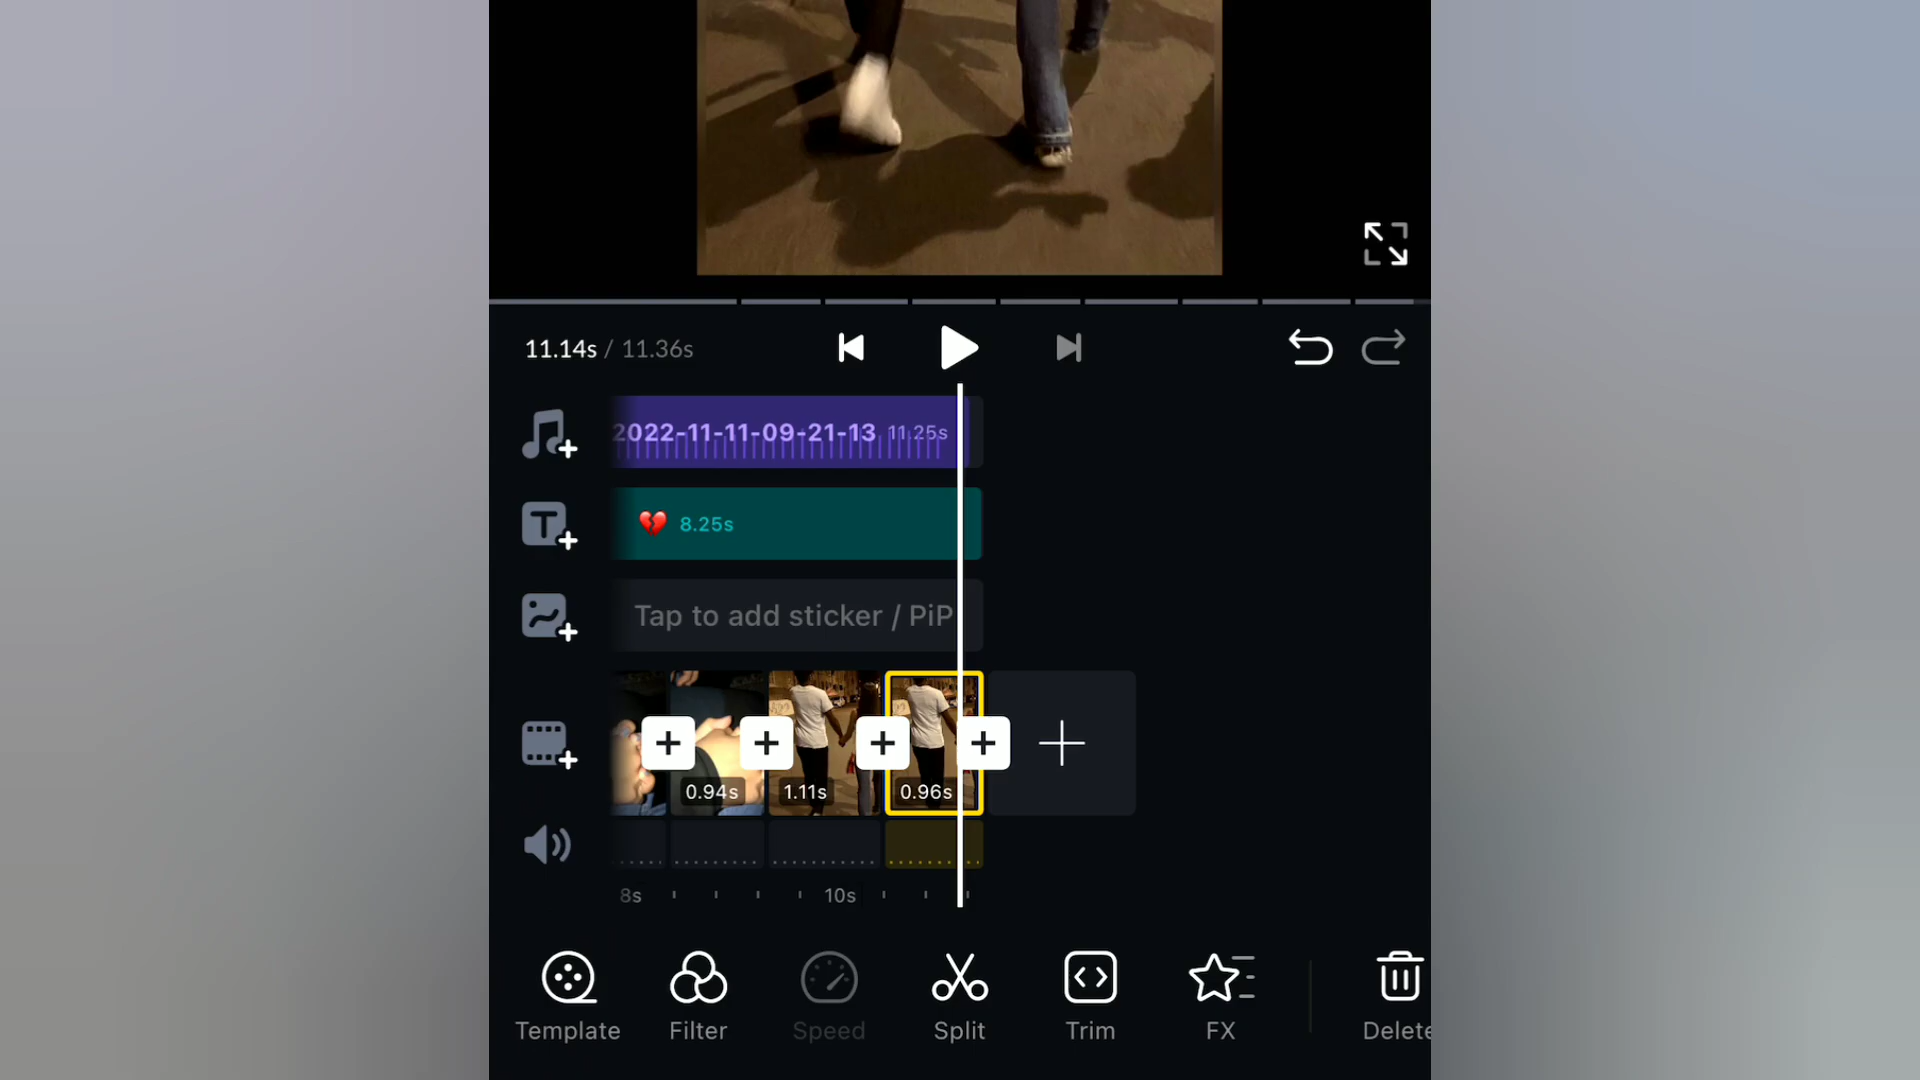 11.14s / 11.36s
2022-11-11-09-21-13 11.25s
T
💔 8.25s
Tap to add sticker / PiP
0.94s 1.11s 0.96s
8s 10s
Template Filter Speed Split Trim FX Delete